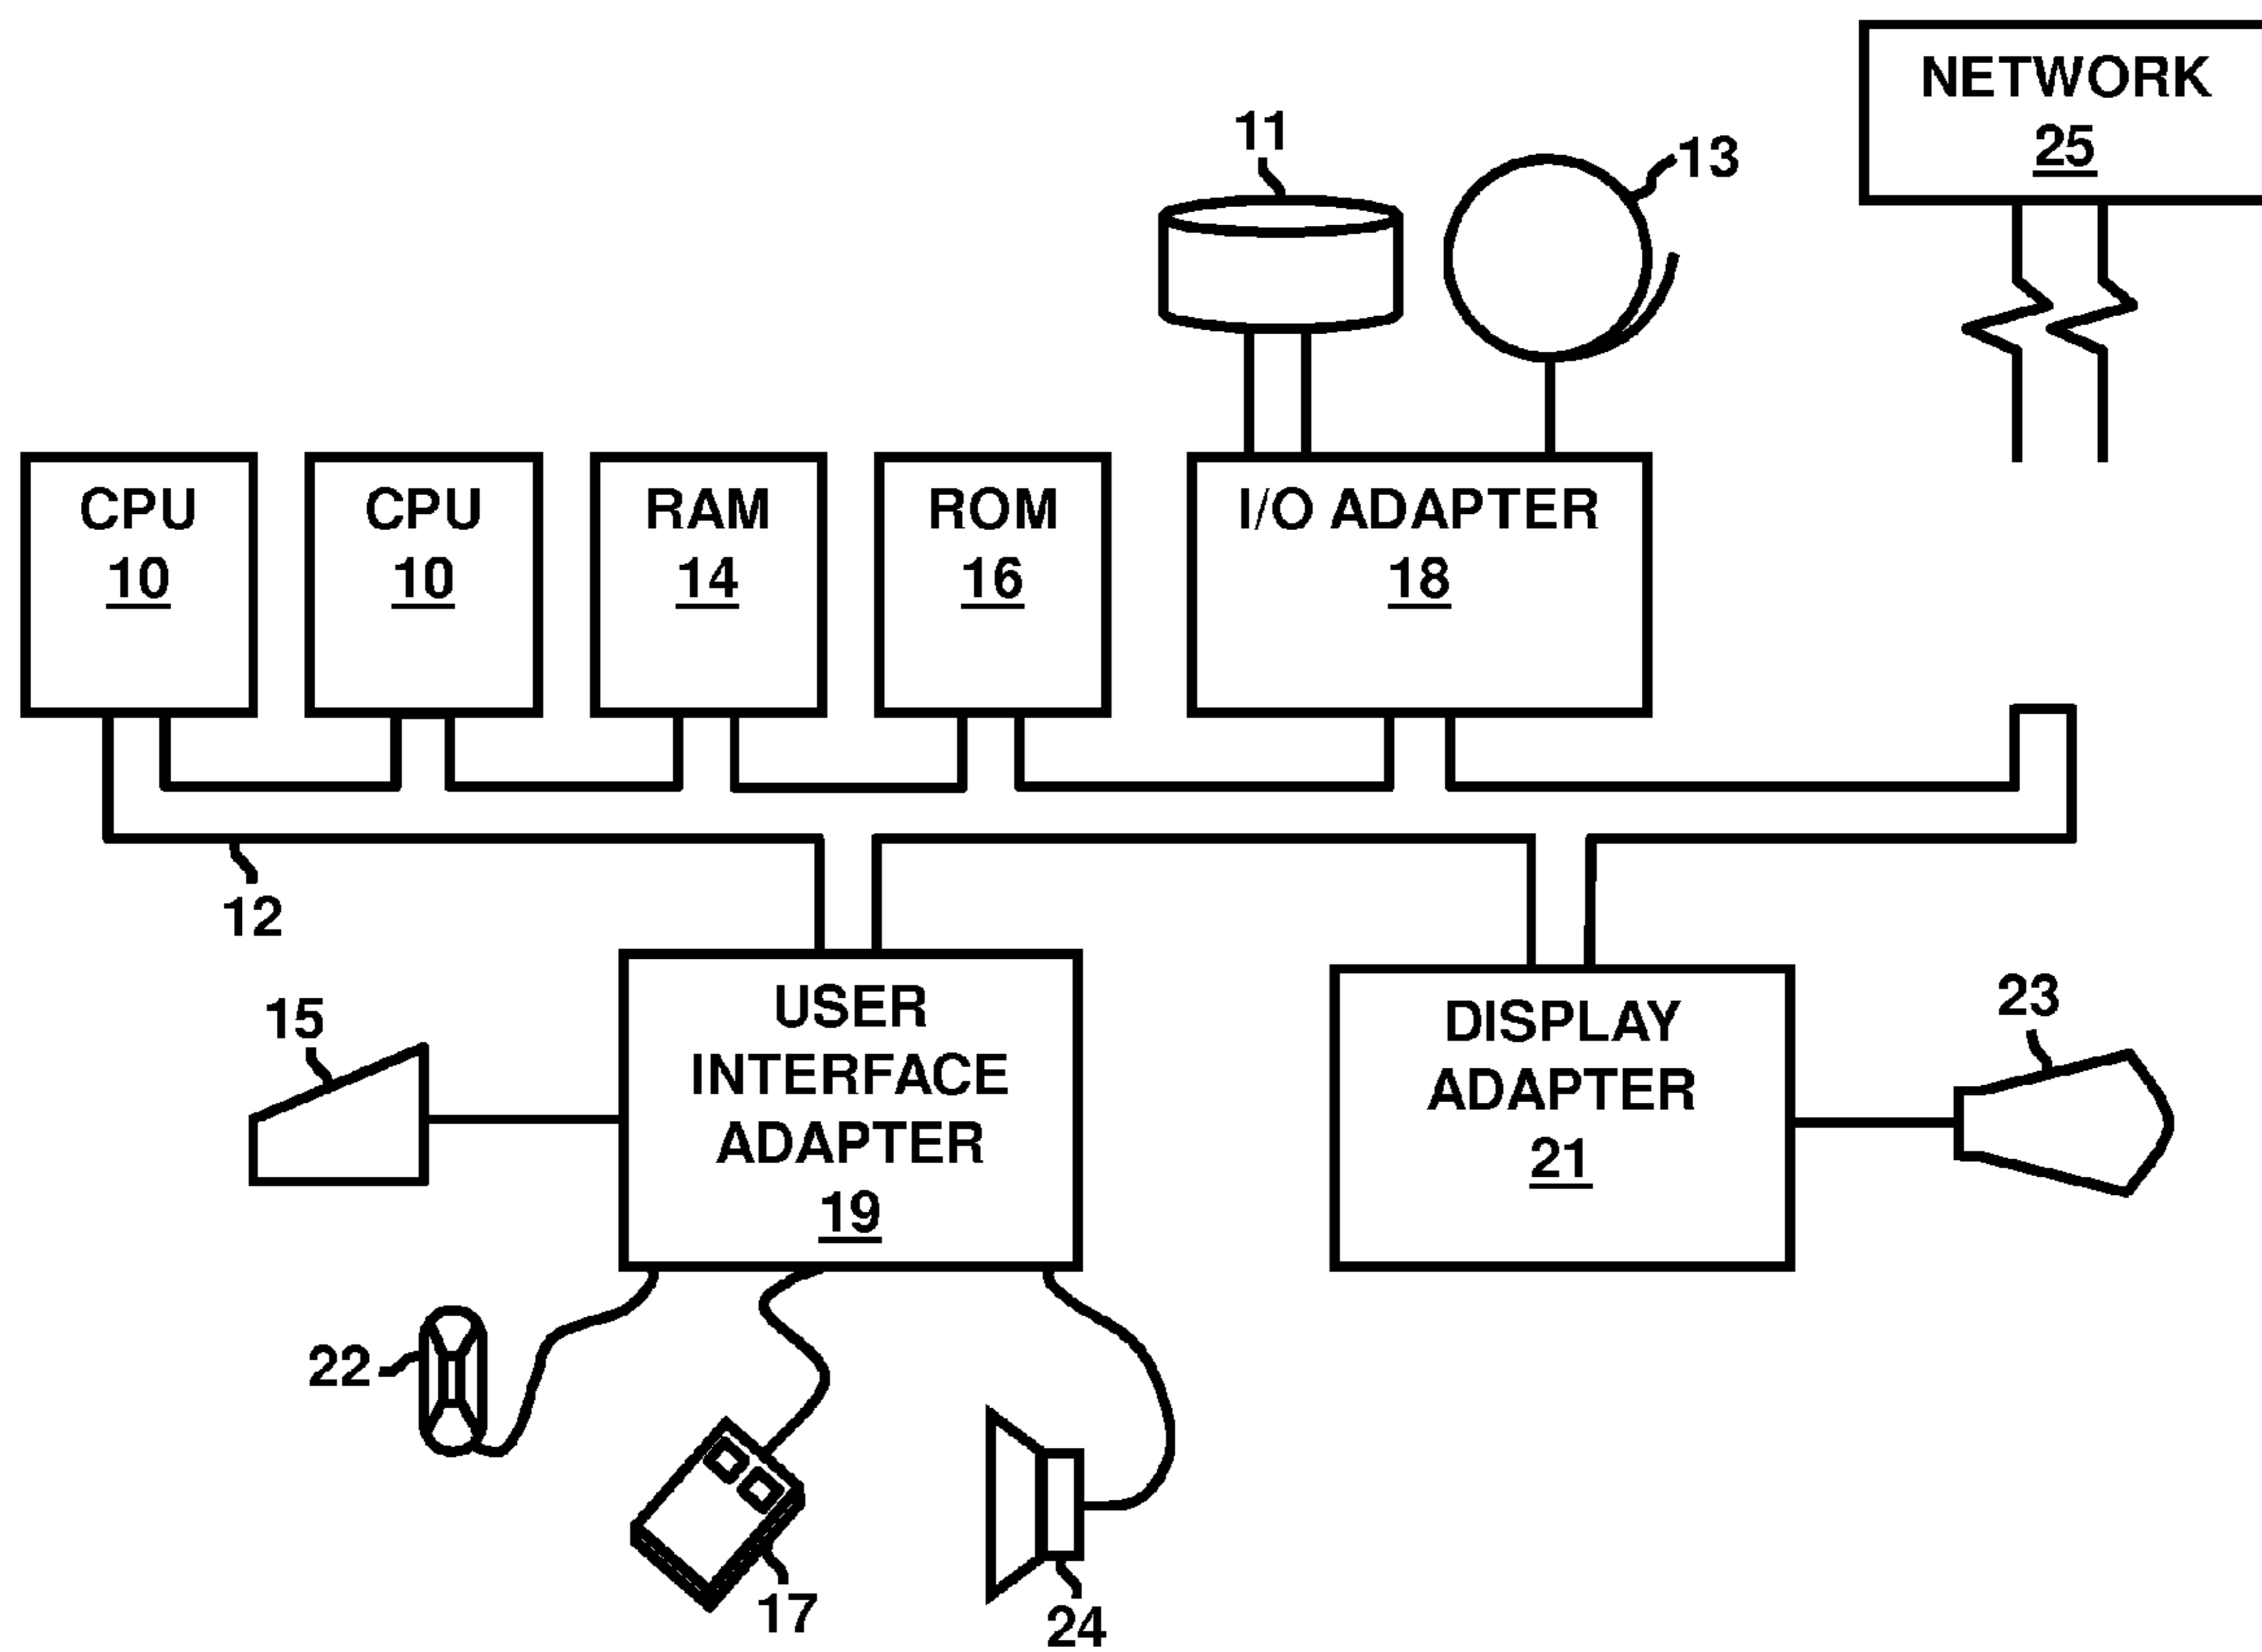 NETWORK
25
11
13
CPU
10
CPU
10
RAM
14
ROM
16
I/O ADAPTER
18
12
15
USER
INTERFACE
ADAPTER
19
DISPLAY
ADAPTER
21
23
22
17
24